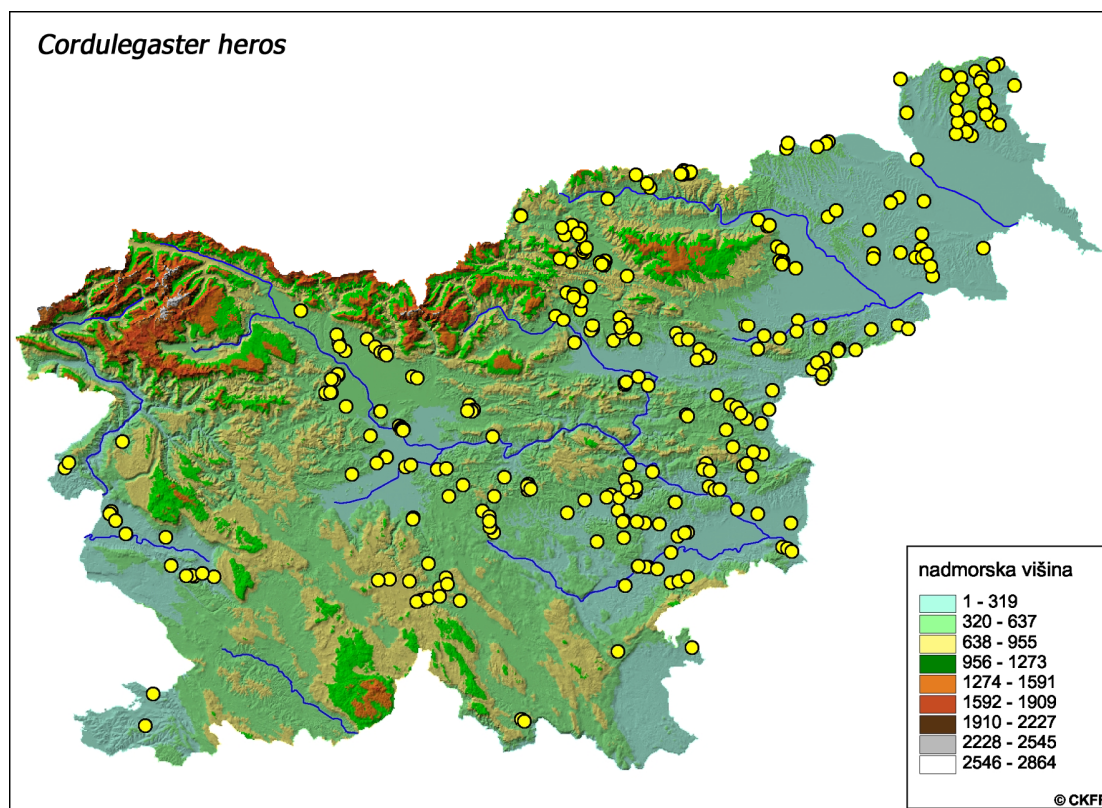 Cordulegaster heros
nadmorska višina
1 - 319
320 - 637
638 - 955
956 - 1273
1274 - 1591
1592 - 1909
1910 - 2227
2228 - 2545
2546 - 2864
© CKFF